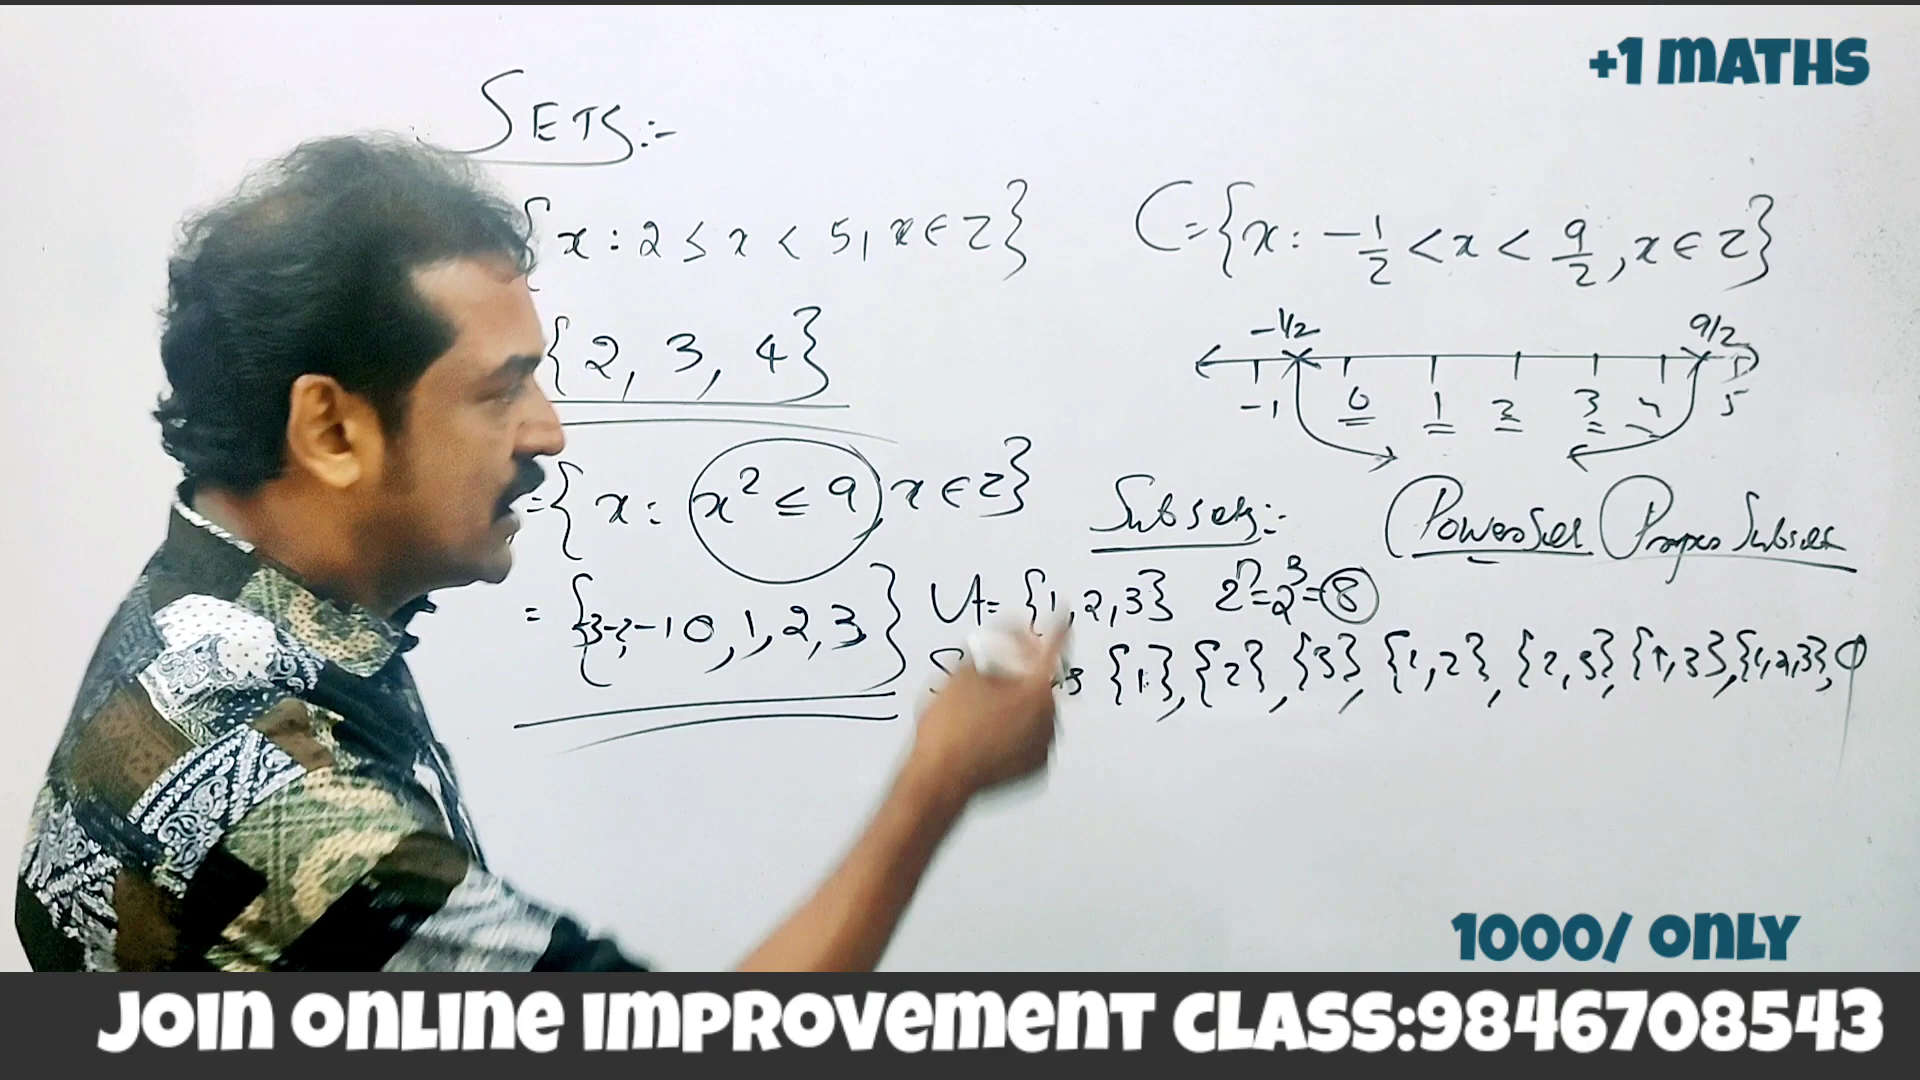 +1 MATHS
SETS:-
{x : 2 ≤ x < 5, x ∈ Z}
{2, 3, 4}
={x : x² ≤ 9, x ∈ Z}
= {-3-2-1 0, 1, 2, 3}
C={x : -1/2 < x < 9/2, x ∈ Z}
-1/2 9/2
-1 0 1 2 3 4 5
Subsets:- (Power Set (Proper Subset
A= {1,2,3} 2ⁿ=2³=8
{1},{2},{3},{1,2},{2,3},{1,3},{1,2,3},φ
1000/ ONLY
JOIN ONLINE IMPROVEMENT CLASS:9846708543